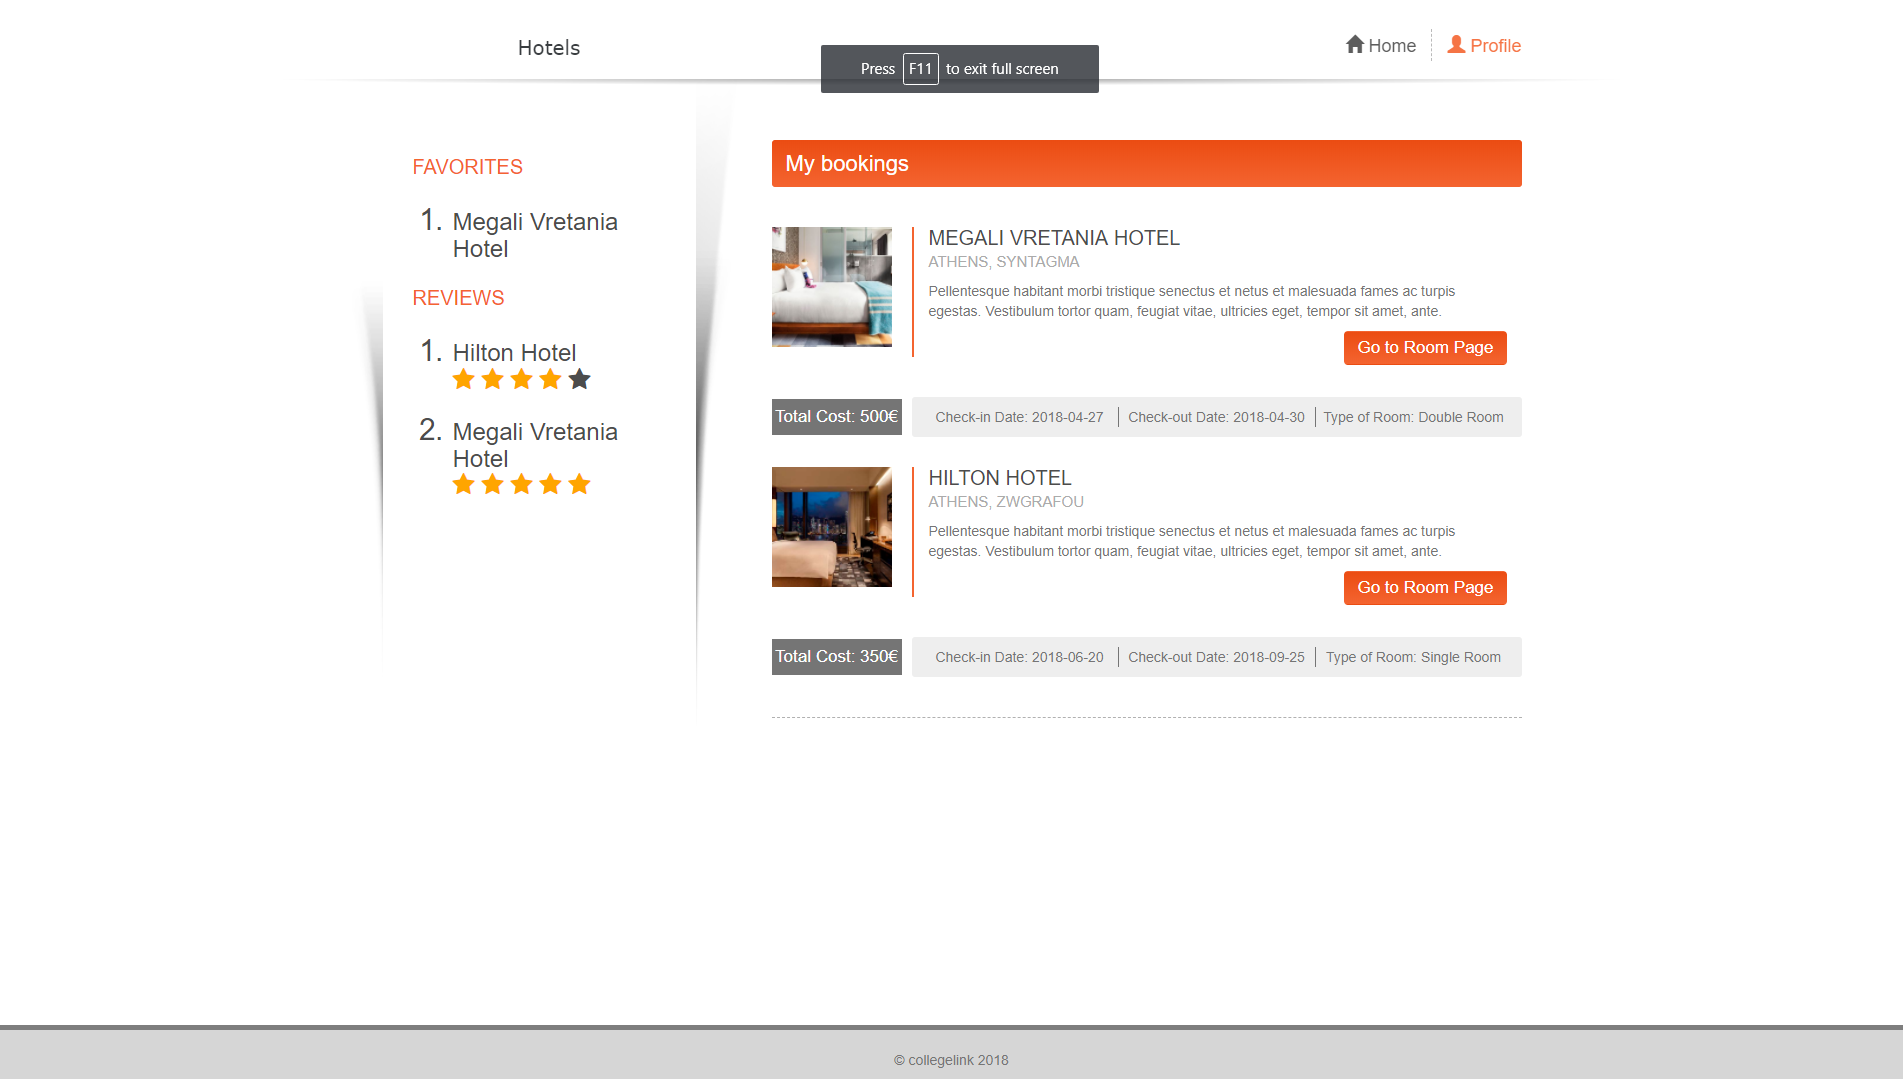 Hotels
Home
Profile
Press F11 to exit full screen
FAVORITES
1. Megali Vretania
Hotel
REVIEWS
1. Hilton Hotel
2. Megali Vretania
Hotel
My bookings
MEGALI VRETANIA HOTEL
ATHENS, SYNTAGMA
Pellentesque habitant morbi tristique senectus et netus et malesuada fames ac turpis
egestas. Vestibulum tortor quam, feugiat vitae, ultricies eget, tempor sit amet, ante.
Go to Room Page
Total Cost: 500€
Check-in Date: 2018-04-27
Check-out Date: 2018-04-30
Type of Room: Double Room
HILTON HOTEL
ATHENS, ZWGRAFOU
Pellentesque habitant morbi tristique senectus et netus et malesuada fames ac turpis
egestas. Vestibulum tortor quam, feugiat vitae, ultricies eget, tempor sit amet, ante.
Go to Room Page
Total Cost: 350€
Check-in Date: 2018-06-20
Check-out Date: 2018-09-25
Type of Room: Single Room
© collegelink 2018